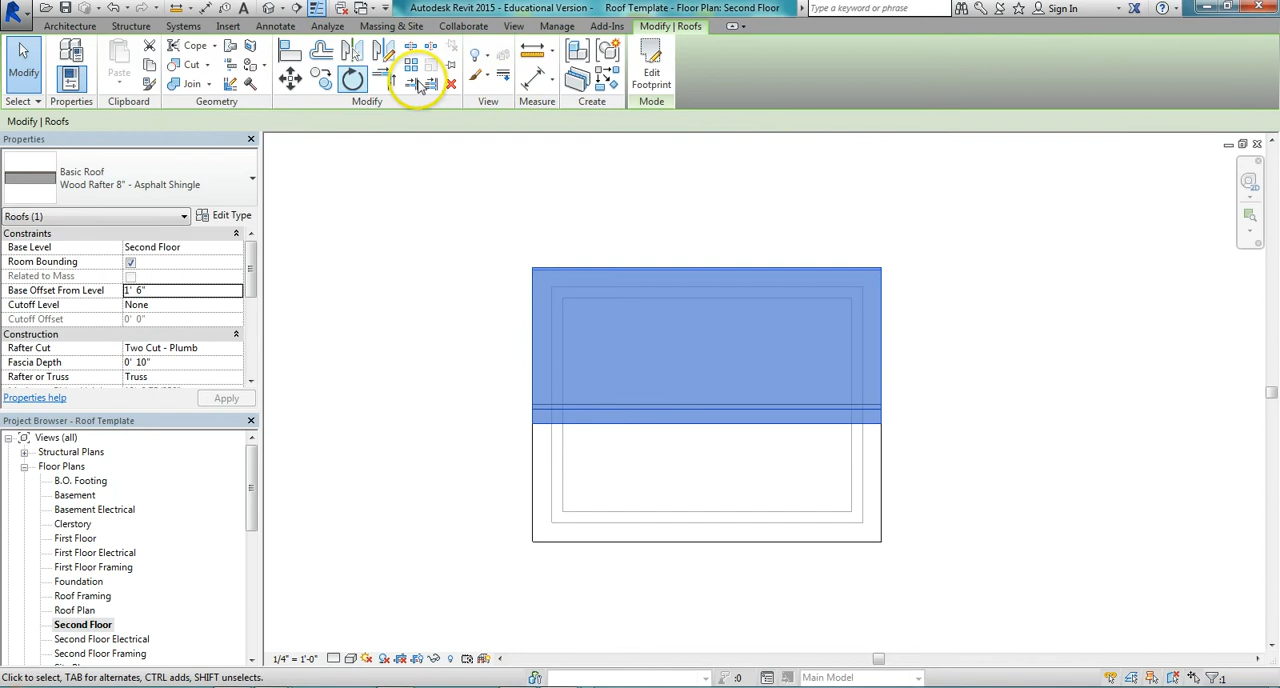 Autodesk Revit 2015 - Educational Version - Roof Template - Floor Plan: Second Floor
Type a keyword or phrase
Sign In
Architecture Structure Systems Insert Annotate Analyze Massing & Site Collaborate View Manage Add-Ins Modify | Roofs
Modify
Paste
Cope
Cut
Join
Edit Footprint
Select Properties Clipboard Geometry Modify View Measure Create Mode
Modify | Roofs
Properties
Basic Roof
Wood Rafter 8" - Asphalt Shingle
Roofs (1) Edit Type
Constraints
Base Level Second Floor
Room Bounding
Related to Mass
Base Offset From Level 1' 6"
Cutoff Level None
Cutoff Offset 0' 0"
Construction
Rafter Cut Two Cut - Plumb
Fascia Depth 0' 10"
Rafter or Truss Truss
Properties help Apply
Project Browser - Roof Template
Views (all)
Structural Plans
Floor Plans
B.O. Footing
Basement
Basement Electrical
Clerstory
First Floor
First Floor Electrical
First Floor Framing
Foundation
Roof Framing
Roof Plan
Second Floor
Second Floor Electrical
Second Floor Framing
1/4" = 1'-0"
Click to select, TAB for alternates, CTRL adds, SHIFT unselects.
:0
Main Model
:1